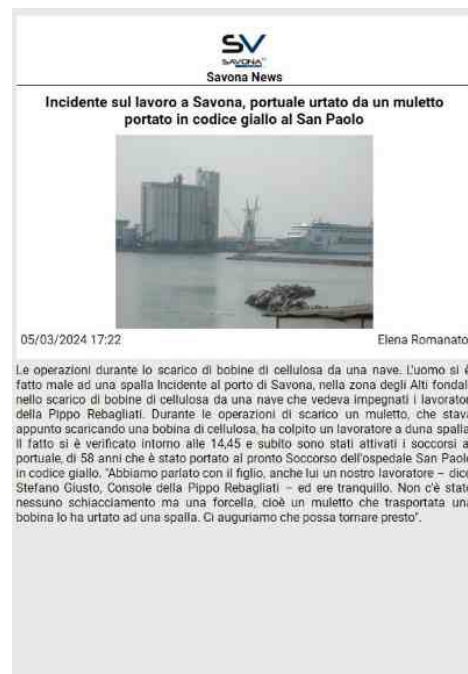 SV
SAVONA
Savona News
Incidente sul lavoro a Savona, portuale urtato da un muletto
portato in codice giallo al San Paolo
05/03/2024 17:22 Elena Romanato
Le operazioni durante lo scarico di bobine di cellulosa da una nave. L'uomo si è
fatto male ad una spalla Incidente al porto di Savona, nella zona degli Alti fondali
nello scarico di bobine di cellulosa da una nave che vedeva impegnati i lavorator
della Pippo Rebagliati. Durante le operazioni di scarico un muletto, che stava
appunto scaricando una bobina di cellulosa, ha colpito un lavoratore a duna spalla
Il fatto si è verificato intorno alle 14,45 e subito sono stati attivati i soccorsi al
portuale, di 58 anni che è stato portato al pronto Soccorso dell'ospedale San Paolo
in codice giallo. "Abbiamo parlato con il figlio, anche lui un nostro lavoratore – dice
Stefano Giusto, Console della Pippo Rebagliati – ed ere tranquillo. Non c'è stato
nessuno schiacciamento ma una forcella, cioè un muletto che trasportata una
bobina lo ha urtato ad una spalla. Ci auguriamo che possa tornare presto".